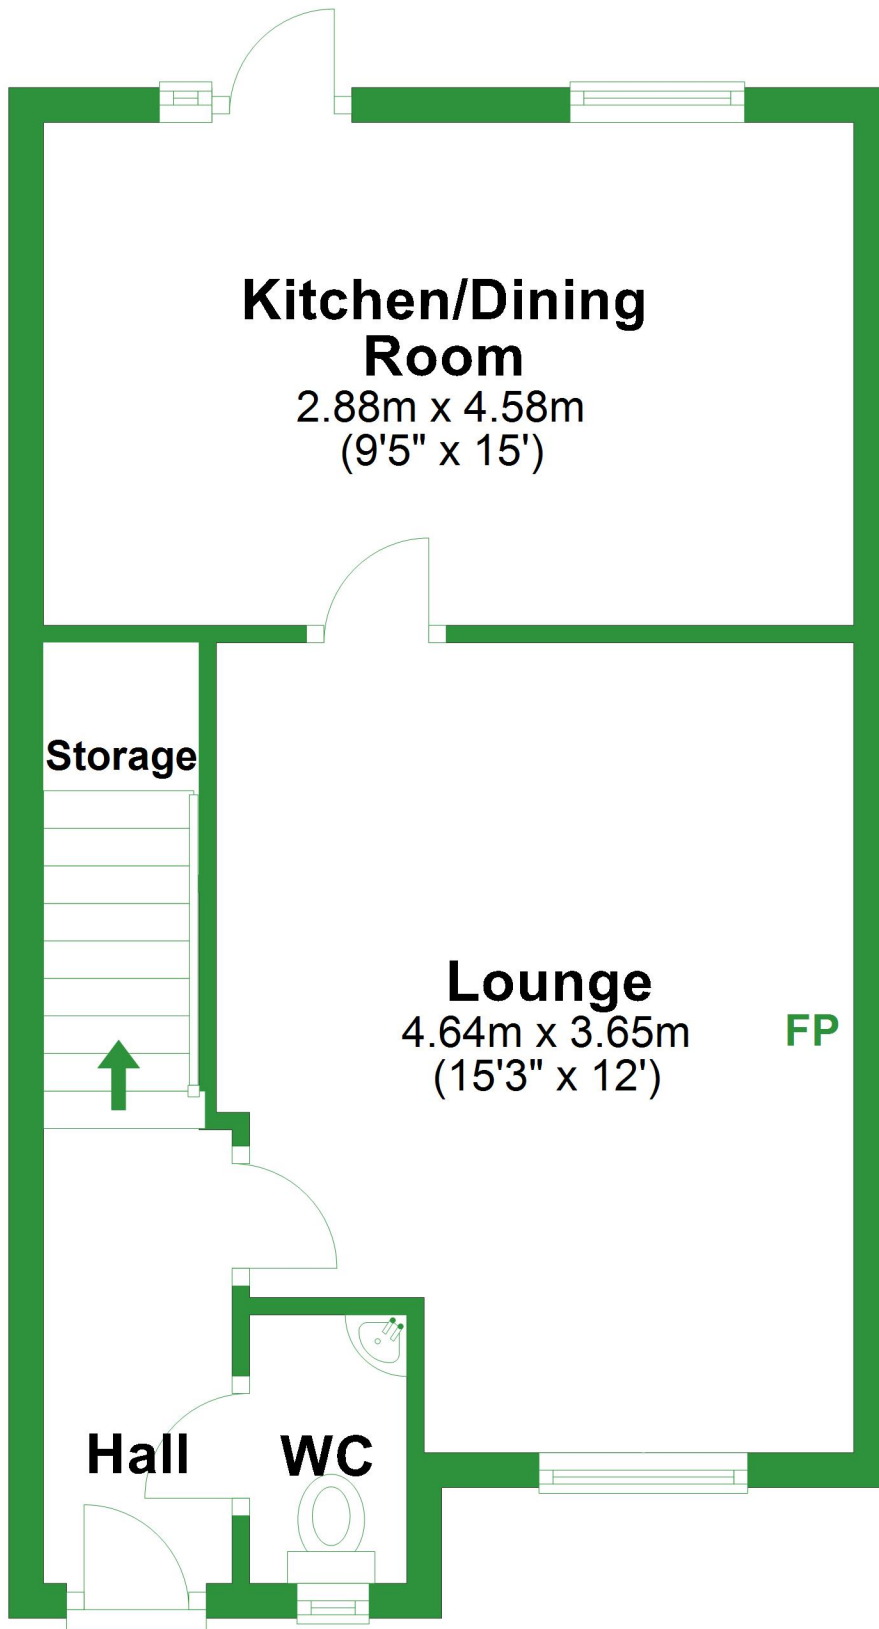 Kitchen/Dining
Room
2.88m x 4.58m
(9'5" x 15')
Storage
Lounge
4.64m x 3.65m
(15'3" x 12')
FP
Hall
WC